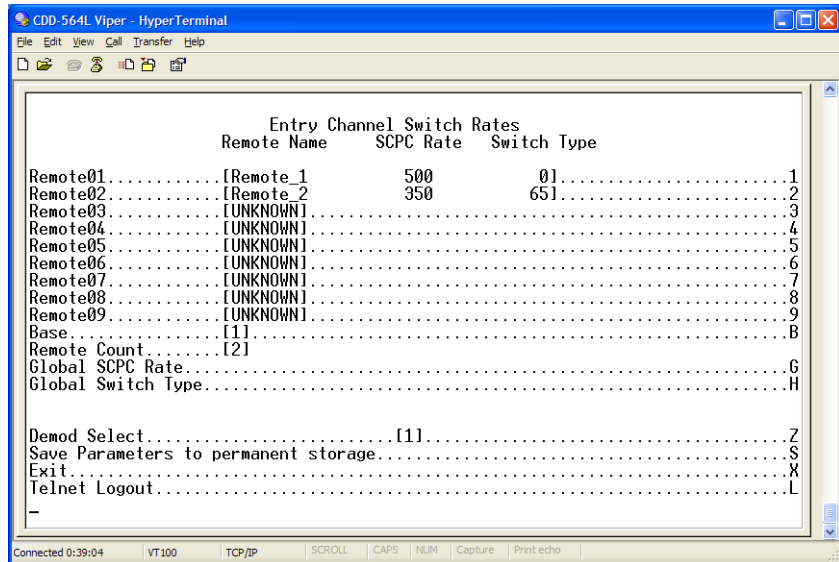 CDD-564L Viper - HyperTerminal
File Edit View Call Transfer Help
Entry Channel Switch Rates
Remote Name SCPC Rate Switch Type
Remote01............[Remote_1 500 0].........................1
Remote02............[Remote_2 350 65].........................2
Remote03............[UNKNOWN]..................................................3
Remote04............[UNKNOWN]..................................................4
Remote05............[UNKNOWN]..................................................5
Remote06............[UNKNOWN]..................................................6
Remote07............[UNKNOWN]..................................................7
Remote08............[UNKNOWN]..................................................8
Remote09............[UNKNOWN]..................................................9
Base................[1]........................................................B
Remote Count........[2]
Global SCPC Rate...............................................................G
Global Switch Type.............................................................H
Demod Select............................[1]....................................Z
Save Parameters to permanent storage...........................................S
Exit...........................................................................X
Telnet Logout..................................................................L
_
Connected 0:39:04 VT100 TCP/IP SCROLL CAPS NUM Capture Print echo